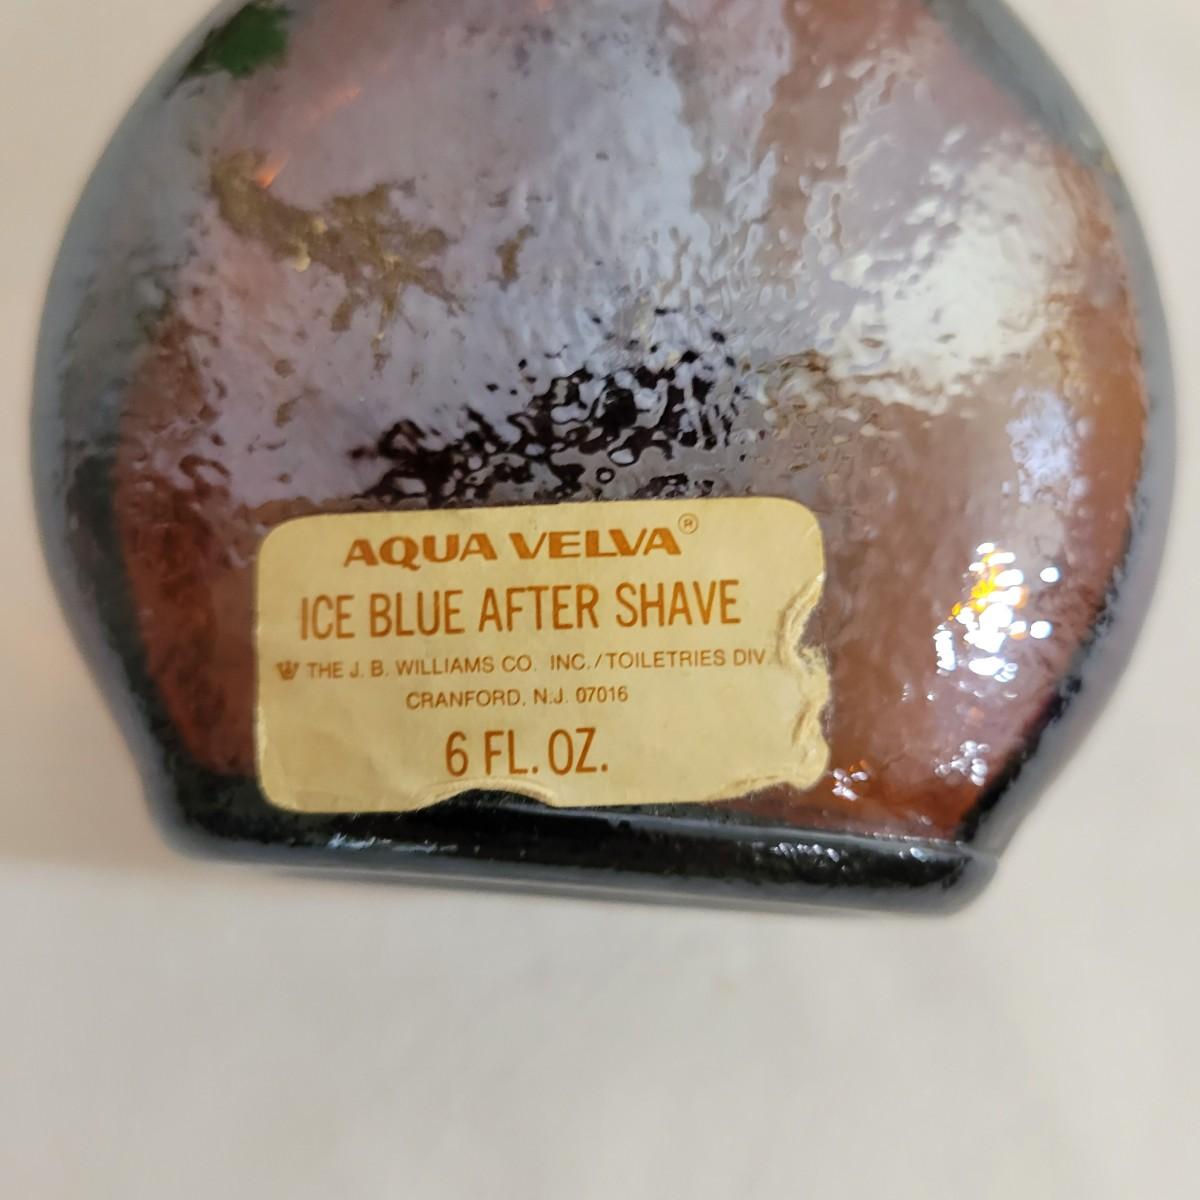 AQUA VELVA®
ICE BLUE AFTER SHAVE
THE J. B. WILLIAMS CO. INC./TOILETRIES DIV.
CRANFORD, N.J. 07016
6 FL. OZ.